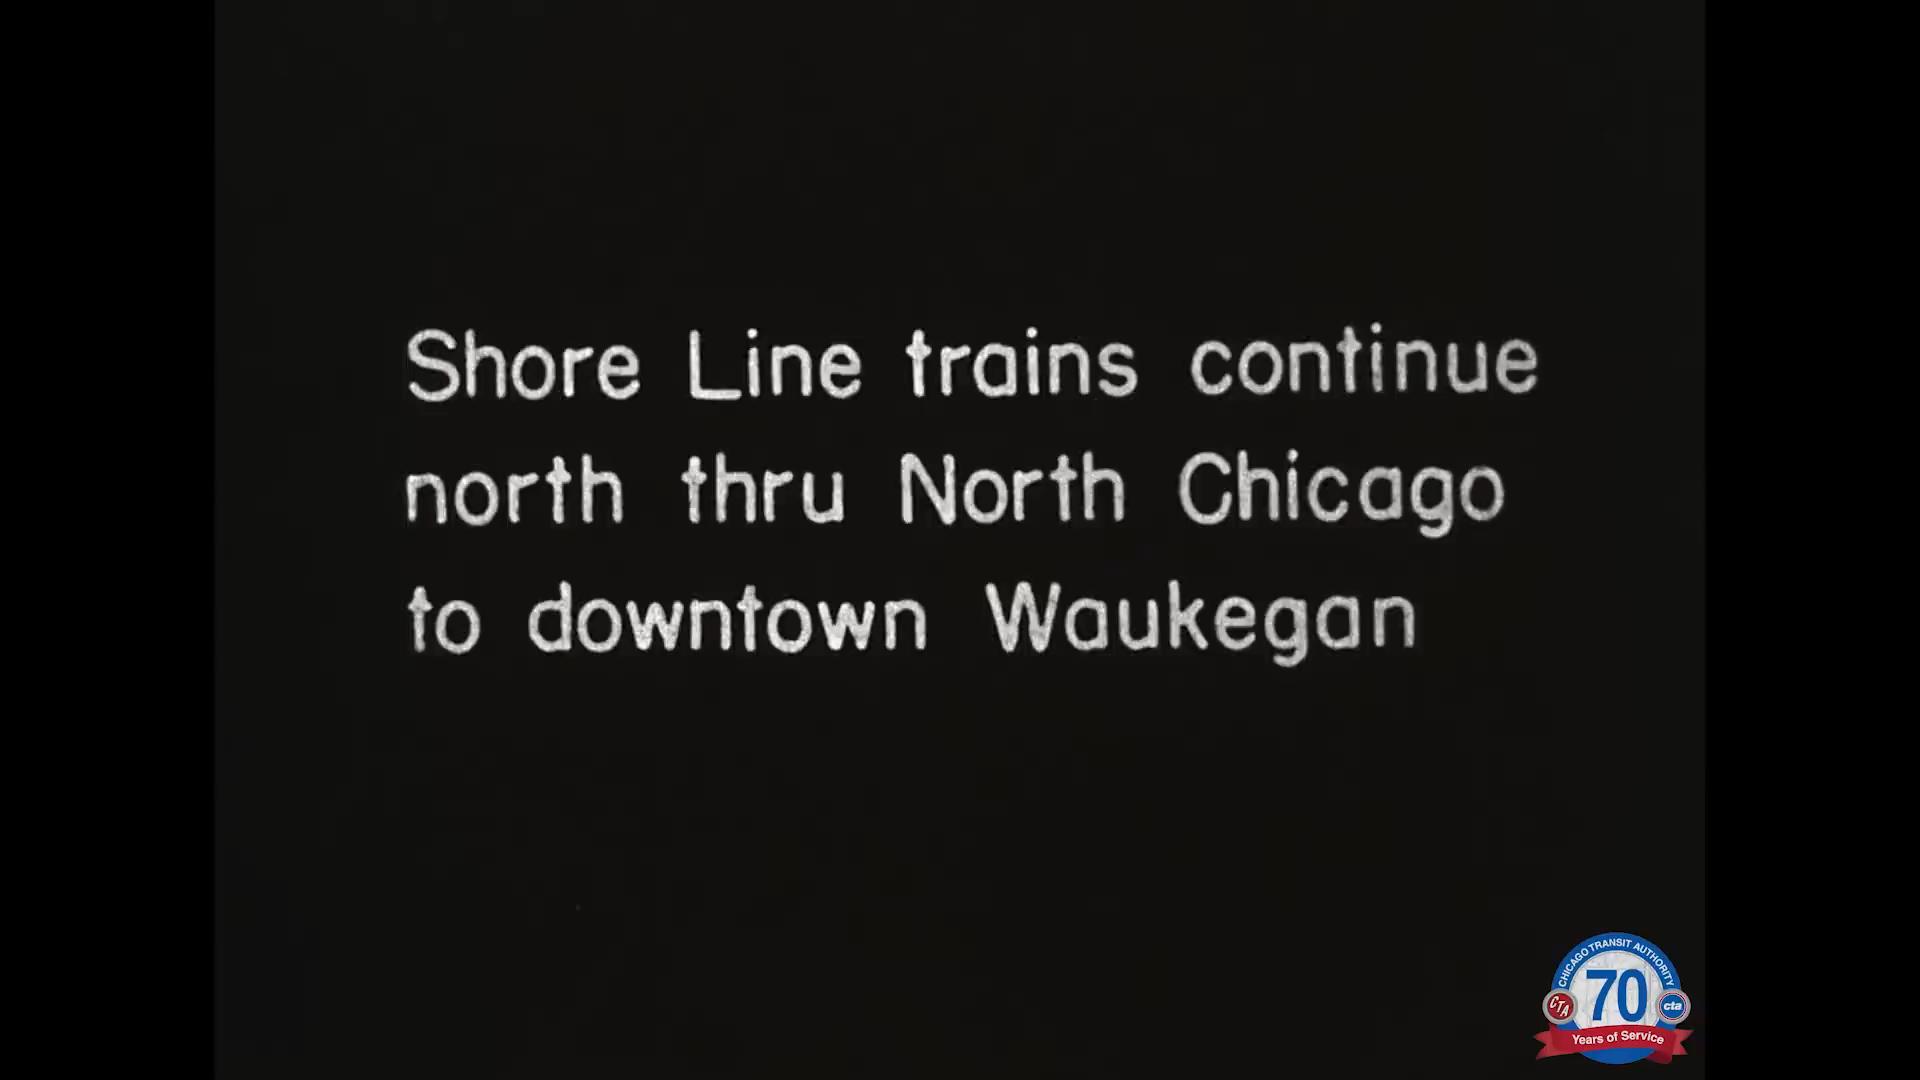 Shore Line trains continue
north thru North Chicago
to downtown Waukegan
CHICAGO TRANSIT AUTHORITY
CTA 70 cta
Years of Service